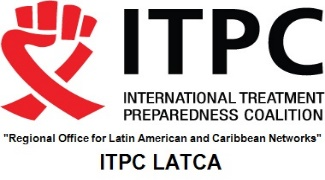 ITPC
INTERNATIONAL TREATMENT
PREPAREDNESS COALITION
"Regional Office for Latin American and Caribbean Networks"
ITPC LATCA